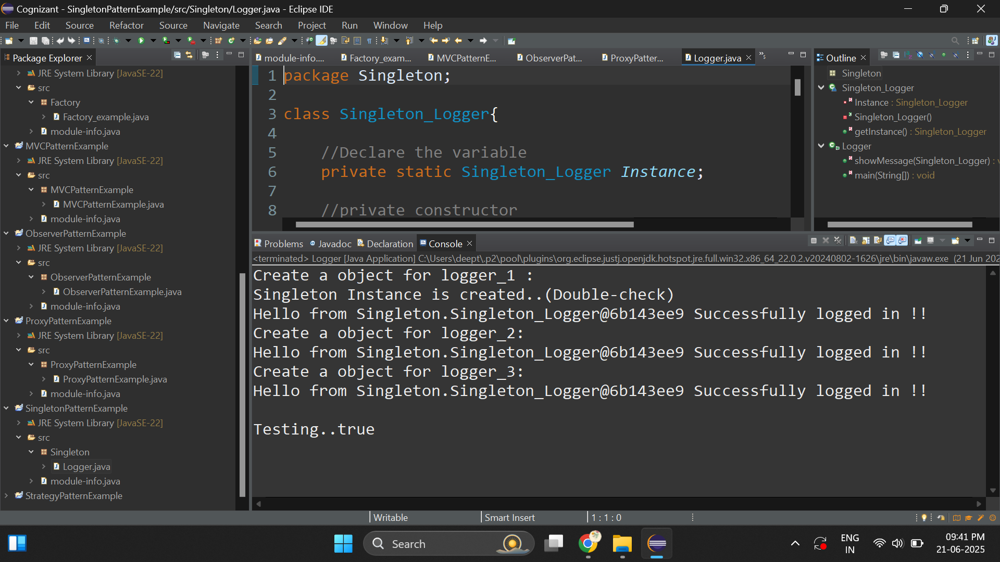 Cognizant - SingletonPatternExample/src/Singleton/Logger.java - Eclipse IDE
File Edit Source Refactor Source Navigate Search Project Run Window Help
Package Explorer
JRE System Library [JavaSE-22]
src
Factory
Factory_example.java
module-info.java
MVCPatternExample
JRE System Library [JavaSE-22]
src
MVCPatternExample
MVCPatternExample.java
module-info.java
ObserverPatternExample
JRE System Library [JavaSE-22]
src
ObserverPatternExample
ObserverPatternExample.java
module-info.java
ProxyPatternExample
JRE System Library [JavaSE-22]
src
ProxyPatternExample
ProxyPatternExample.java
module-info.java
SingletonPatternExample
JRE System Library [JavaSE-22]
src
Singleton
Logger.java
module-info.java
StrategyPatternExample
module-info.... Factory_exam... MVCPatternE... ObserverPat... ProxyPatter... Logger.java »5
1 package Singleton;
2
3 class Singleton_Logger{
4
5 //Declare the variable
6 private static Singleton_Logger Instance;
7
8 //private constructor
Outline
Singleton
Singleton_Logger
Instance : Singleton_Logger
Singleton_Logger()
getInstance() : Singleton_Logger
Logger
showMessage(Singleton_Logger) : v
main(String[]) : void
Problems Javadoc Declaration Console
<terminated> Logger [Java Application] C:\Users\deept\.p2\pool\plugins\org.eclipse.justj.openjdk.hotspot.jre.full.win32.x86_64_22.0.2.v20240802-1626\jre\bin\javaw.exe (21 Jun 202
Create a object for logger_1 :
Singleton Instance is created..(Double-check)
Hello from Singleton.Singleton_Logger@6b143ee9 Successfully logged in !!
Create a object for logger_2:
Hello from Singleton.Singleton_Logger@6b143ee9 Successfully logged in !!
Create a object for logger_3:
Hello from Singleton.Singleton_Logger@6b143ee9 Successfully logged in !!
Testing..true
Writable Smart Insert 1 : 1 : 0
Search
ENG
IN
09:41 PM
21-06-2025